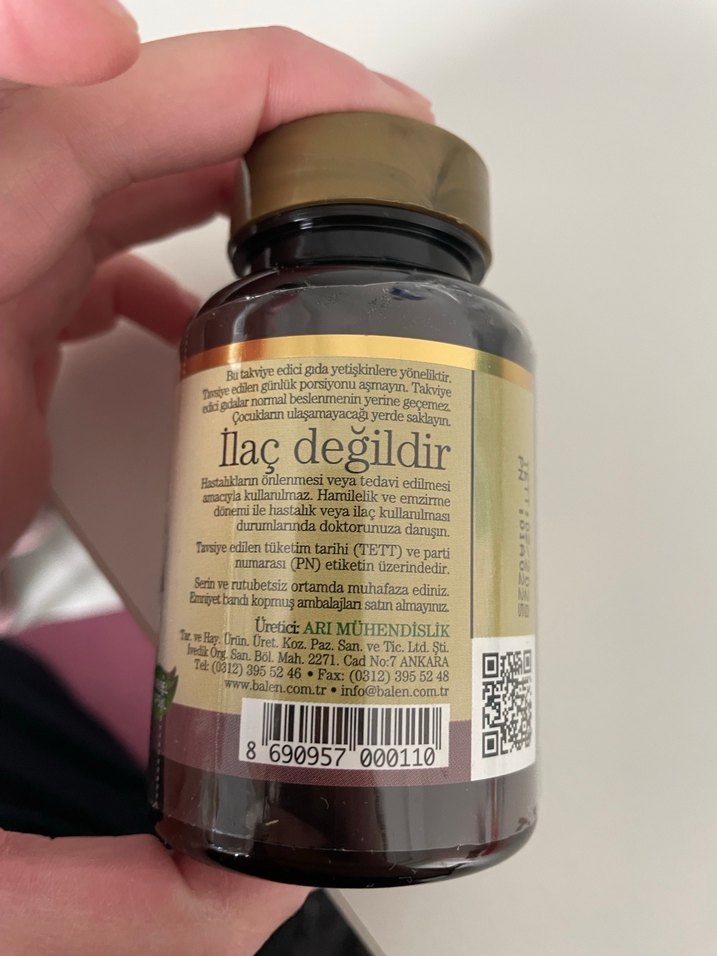 Bu takviye edici gıda yetişkinlere yöneliktir.
Tavsiye edilen günlük porsiyonu aşmayın. Takviye
edici gıdalar normal beslenmenin yerine geçemez.
Çocukların ulaşamayacağı yerde saklayın.
İlaç değildir
Hastalıkların önlenmesi veya tedavi edilmesi
amacıyla kullanılmaz. Hamilelik ve emzirme
dönemi ile hastalık veya ilaç kullanılması
durumlarında doktorunuza danışın.
Tavsiye edilen tüketim tarihi (TETT) ve parti
numarası (PN) etiketin üzerindedir.
Serin ve rutubetsiz ortamda muhafaza ediniz.
Emniyet bandı kopmuş ambalajları satın almayınız.
Üretici: ARI MÜHENDİSLİK
Tar. ve Hay. Ürün. Üret. Koz. Paz. San. ve Tic. Ltd. Şti.
İvedik Org. San. Böl. Mah. 2271. Cad No:7 ANKARA
Tel: (0312) 395 52 46 • Fax: (0312) 395 52 48
www.balen.com.tr • info@balen.com.tr
8 690957 000110